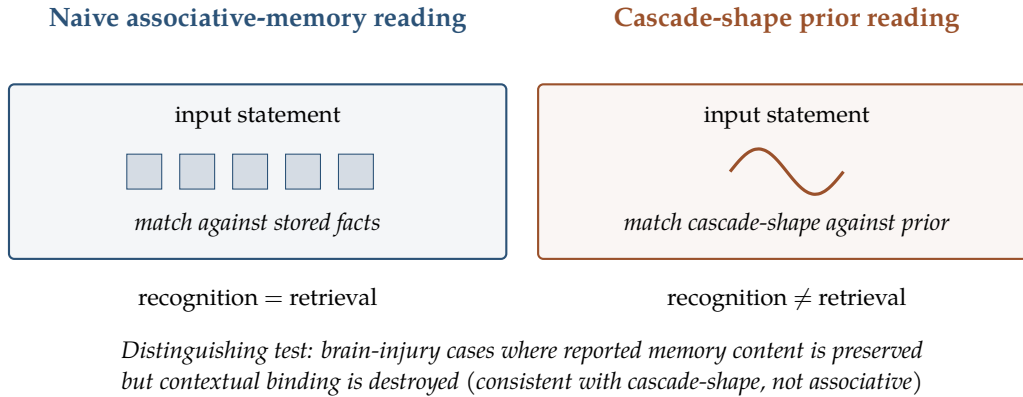 Naive associative-memory reading
Cascade-shape prior reading
input statement
match against stored facts
recognition = retrieval
input statement
match cascade-shape against prior
recognition ≠ retrieval
Distinguishing test: brain-injury cases where reported memory content is preserved
but contextual binding is destroyed (consistent with cascade-shape, not associative)